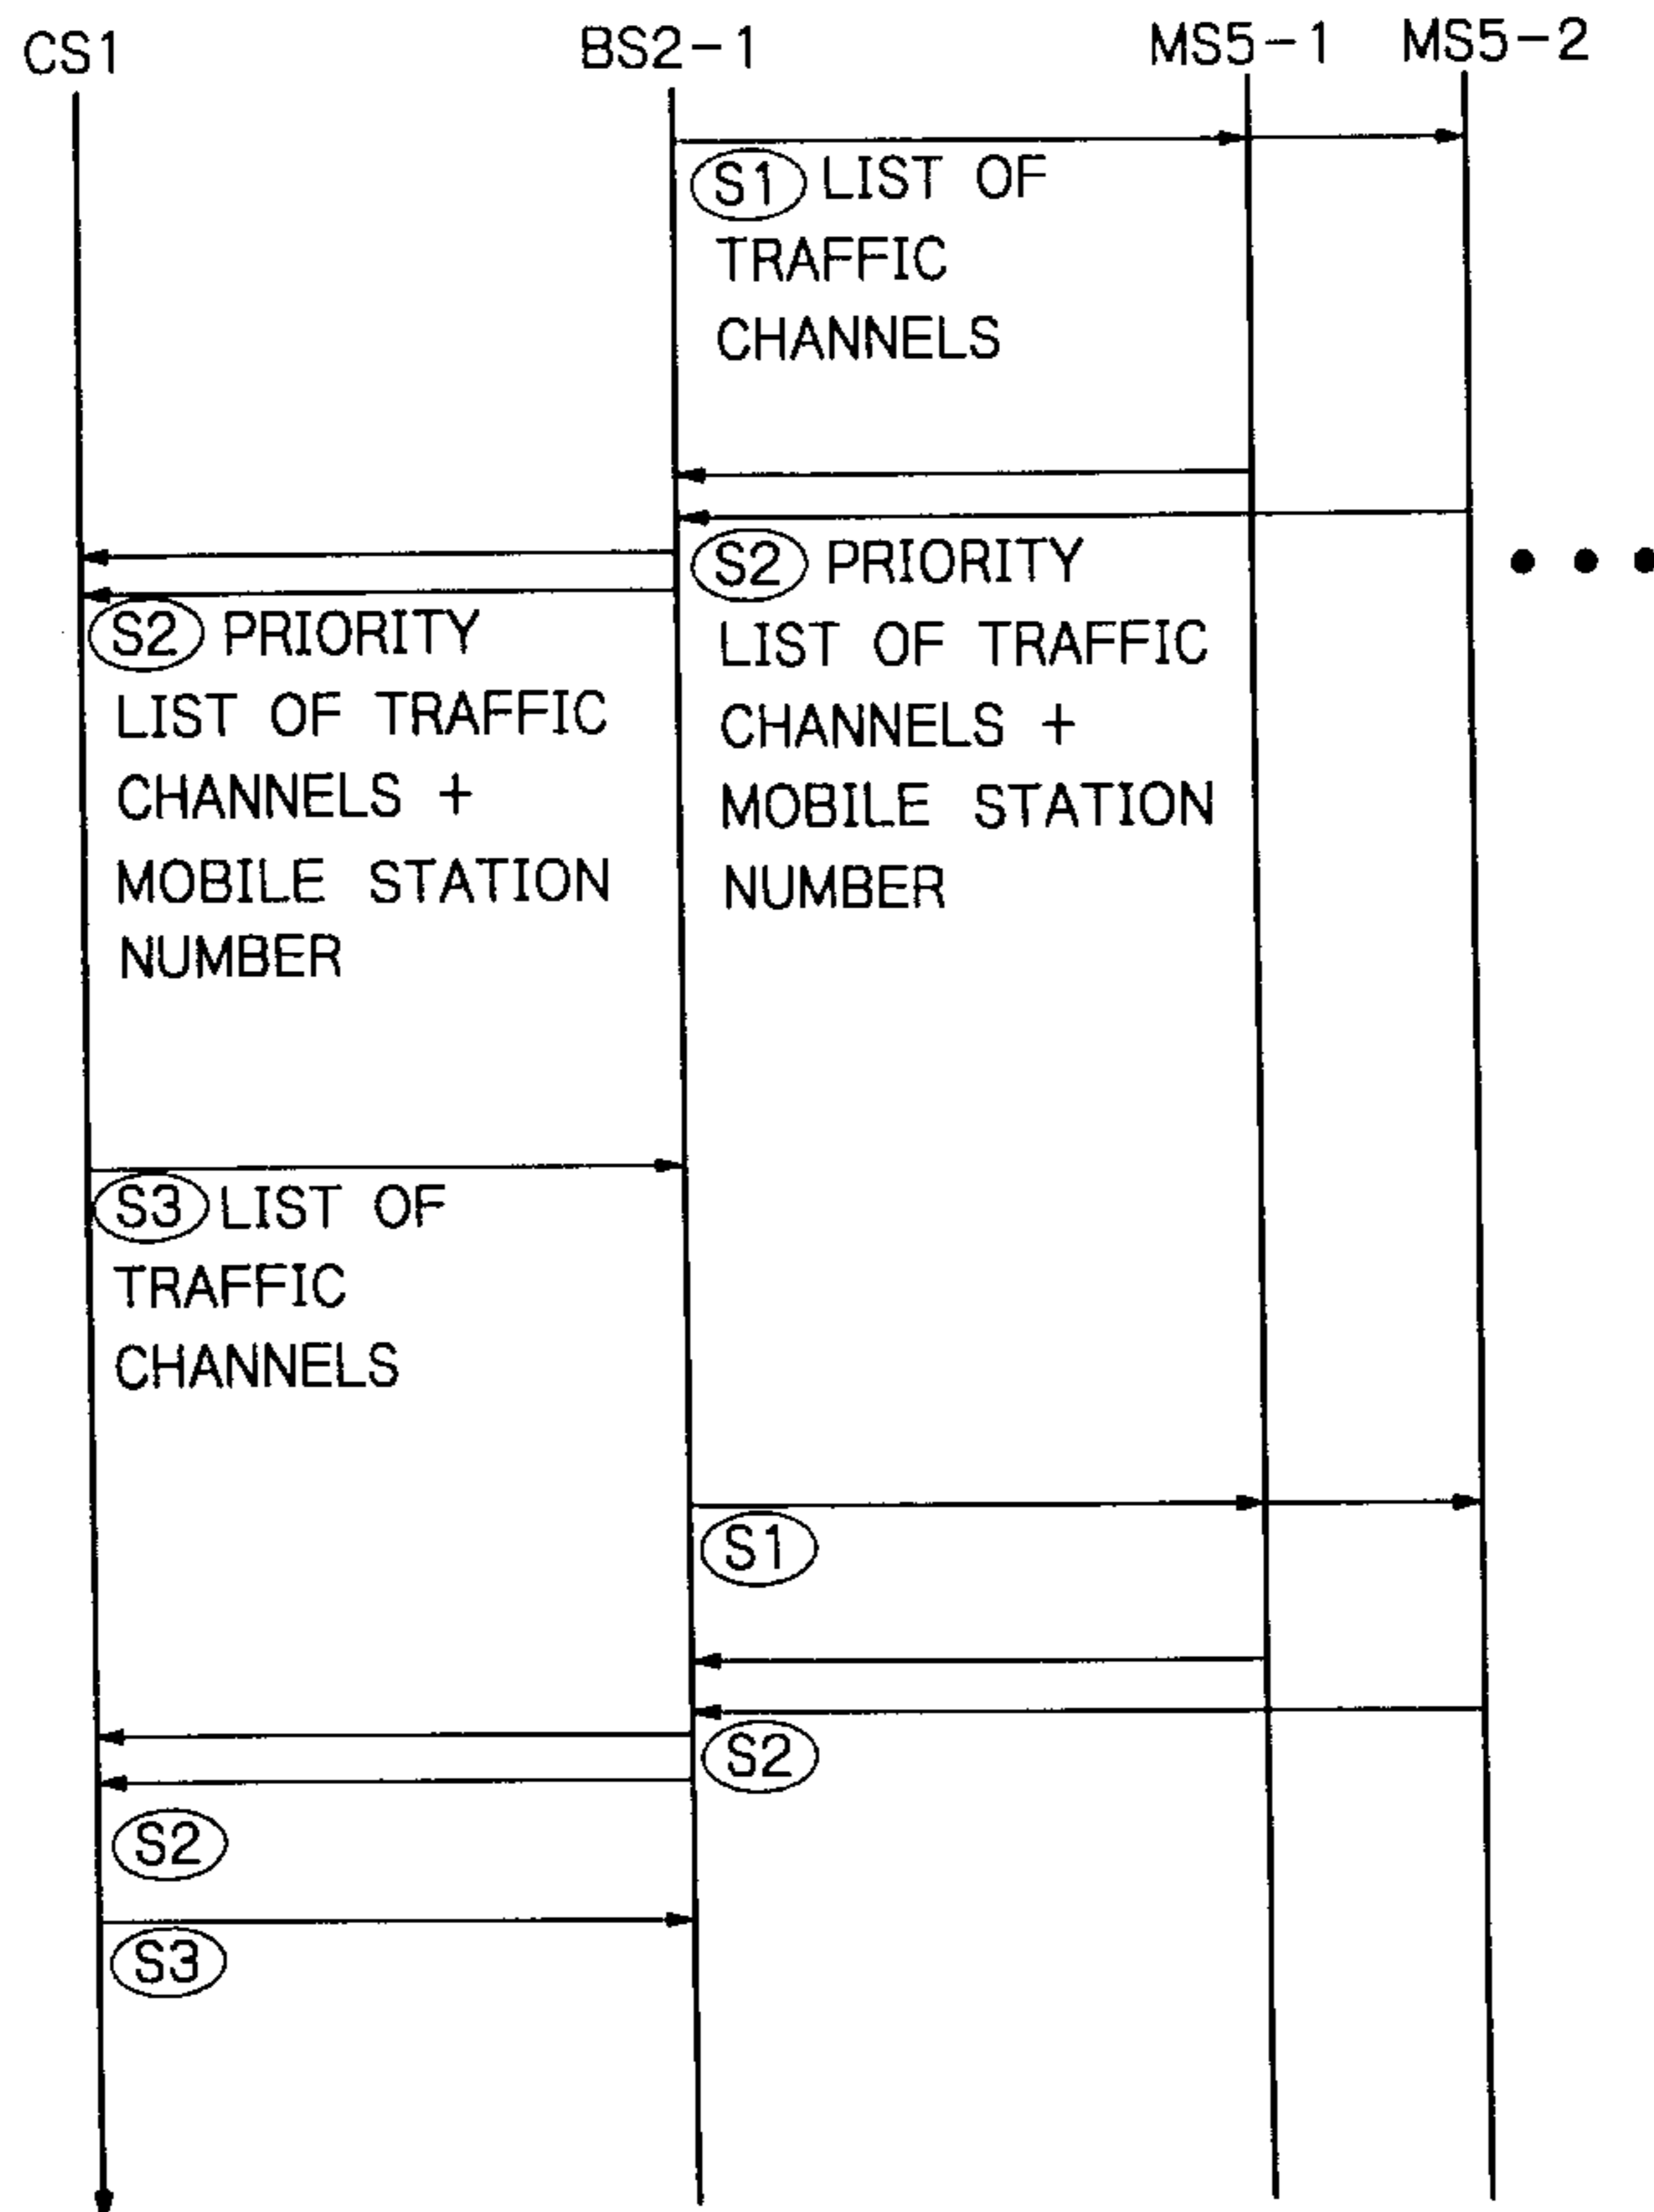 CS1 BS2-1 MS5-1 MS5-2
S1 LIST OF
TRAFFIC
CHANNELS
S2 PRIORITY
LIST OF TRAFFIC
CHANNELS +
MOBILE STATION
NUMBER
S2 PRIORITY
LIST OF TRAFFIC
CHANNELS +
MOBILE STATION
NUMBER
S3 LIST OF
TRAFFIC
CHANNELS
S1
S2
S2
S3